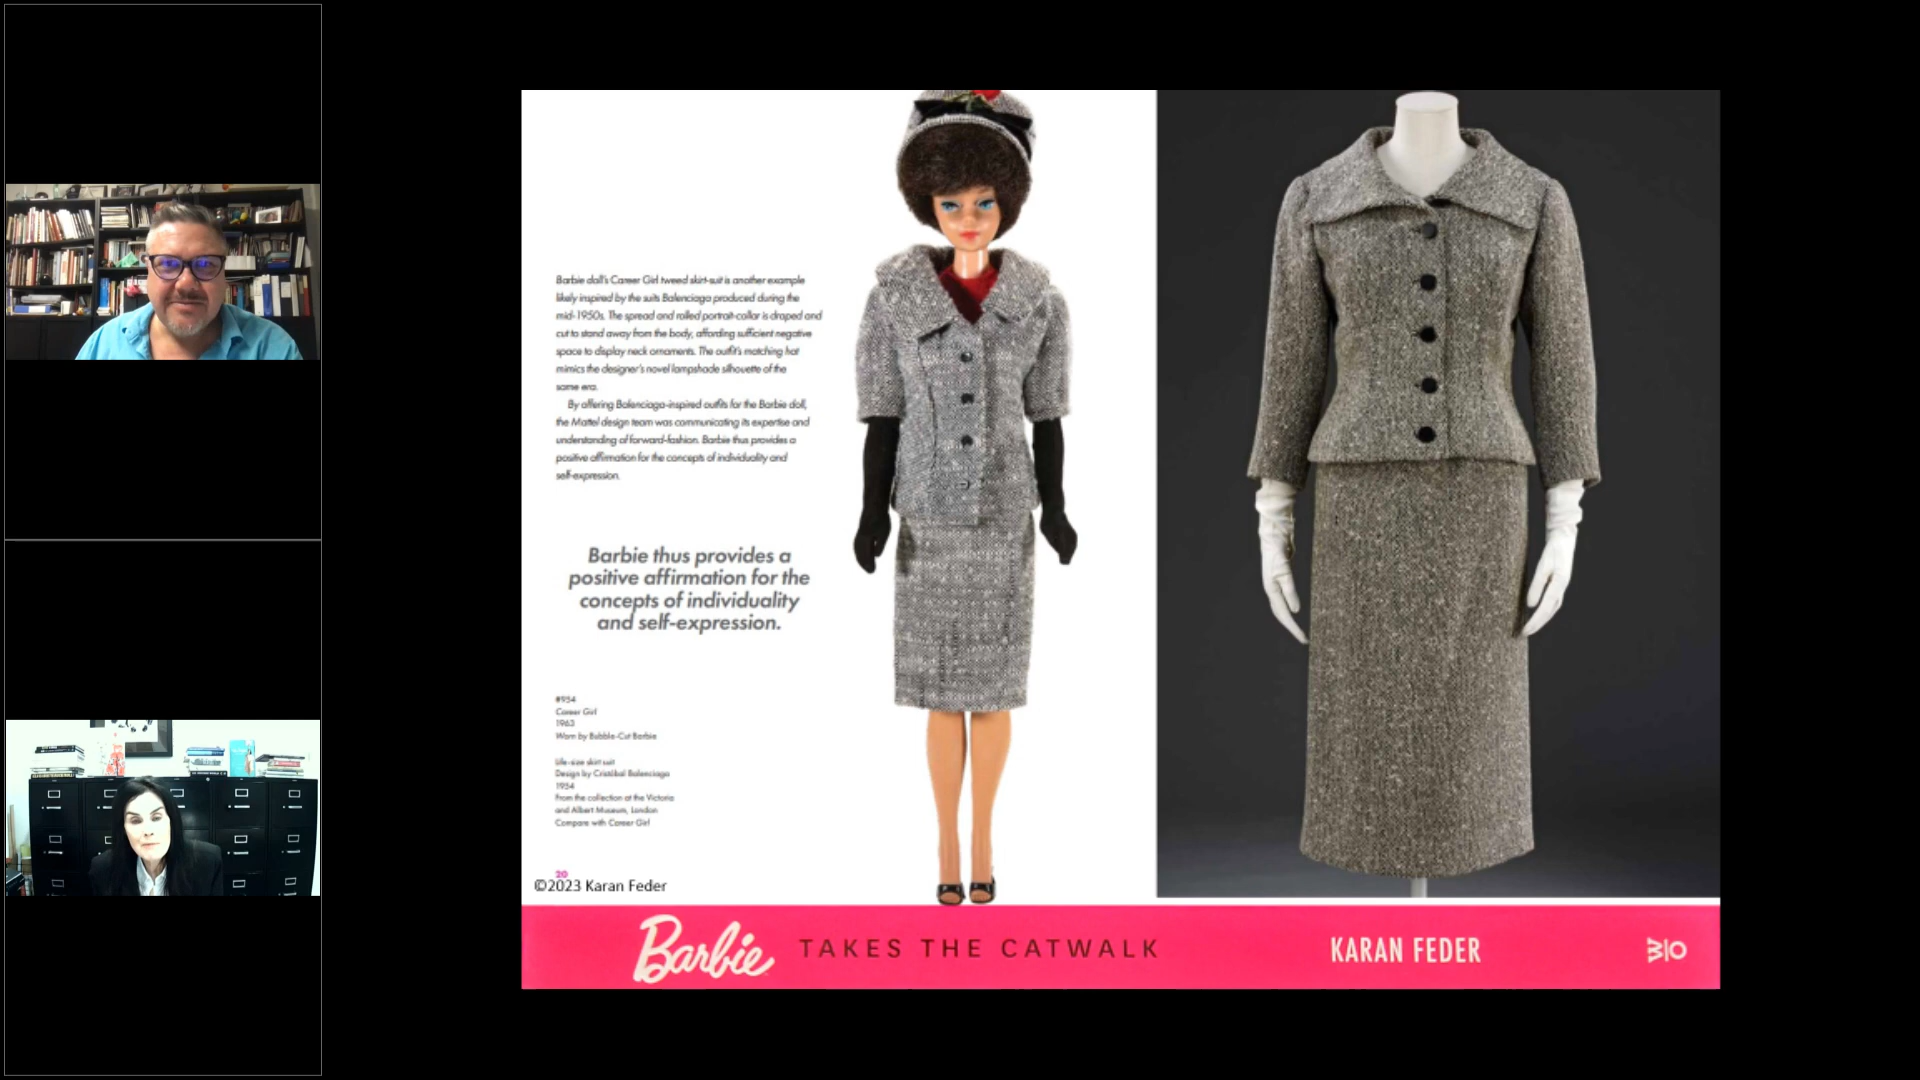 Barbie doll's Career Girl tweed skirt-suit is another example
likely inspired by the suits Balenciaga produced during the
mid-1950s. The spread and rolled portrait-collar is draped and
cut to stand away from the body, affording sufficient negative
space to display neck ornaments. The outfit's matching hat
mimics the designer's novel lampshade silhouette of the
same era.
By offering Balenciaga-inspired outfits for the Barbie doll,
the Mattel design team was communicating its expertise and
understanding of forward-fashion. Barbie thus provides a
positive affirmation for the concepts of individuality and
self-expression.
Barbie thus provides a
positive affirmation for the
concepts of individuality
and self-expression.
#954
Career Girl
1963
Worn by Bubble-Cut Barbie
Life-size skirt suit
Design by Cristóbal Balenciaga
1954
From the collection at the Victoria
and Albert Museum, London
Compare with Career Girl
20
©2023 Karan Feder
Barbie TAKES THE CATWALK
KARAN FEDER
W|O